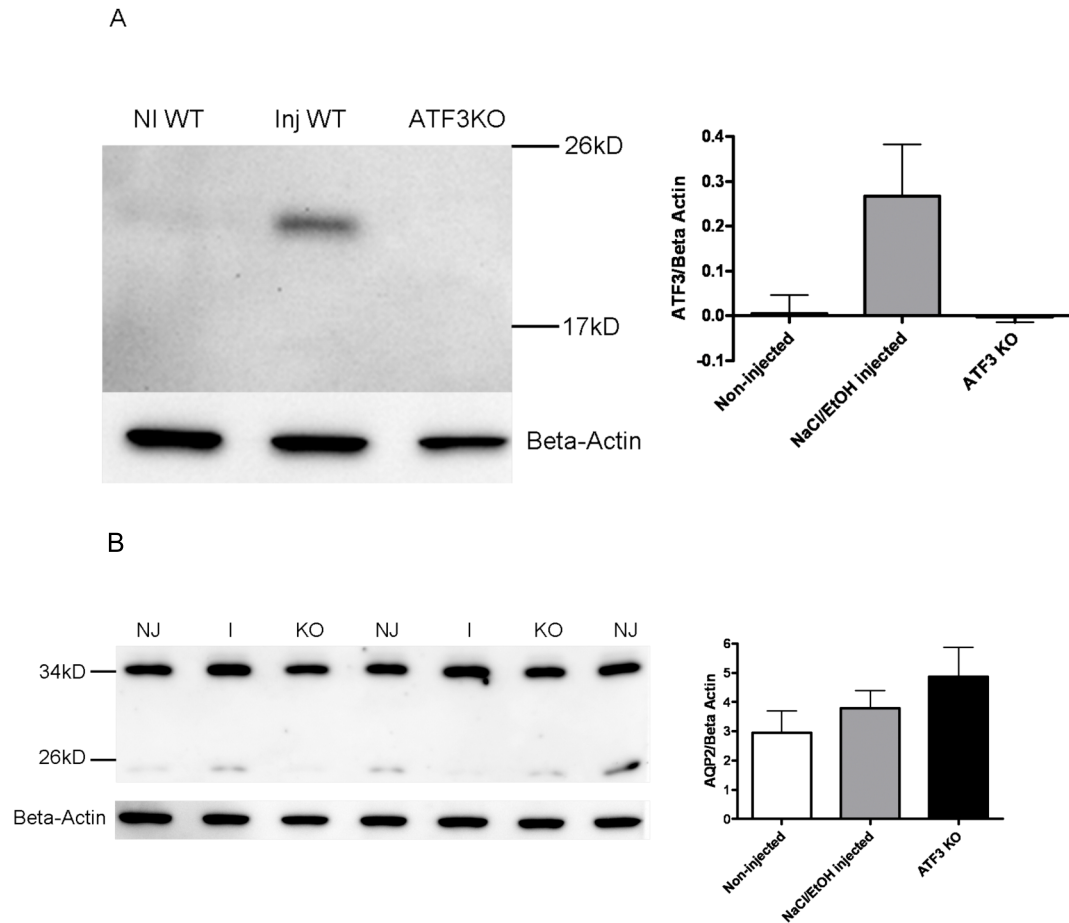 A
NI WT Inj WT ATF3KO
26kD
17kD
Beta-Actin
ATF3/Beta Actin
0.4
0.3
0.2
0.1
0.0
-0.1
Non-injected
NaCl/EtOH injected
ATF3 KO
B
NJ I KO NJ I KO NJ
34kD
26kD
Beta-Actin
AQP2/Beta Actin
6
5
4
3
2
1
0
Non-injected
NaCl/EtOH injected
ATF3 KO